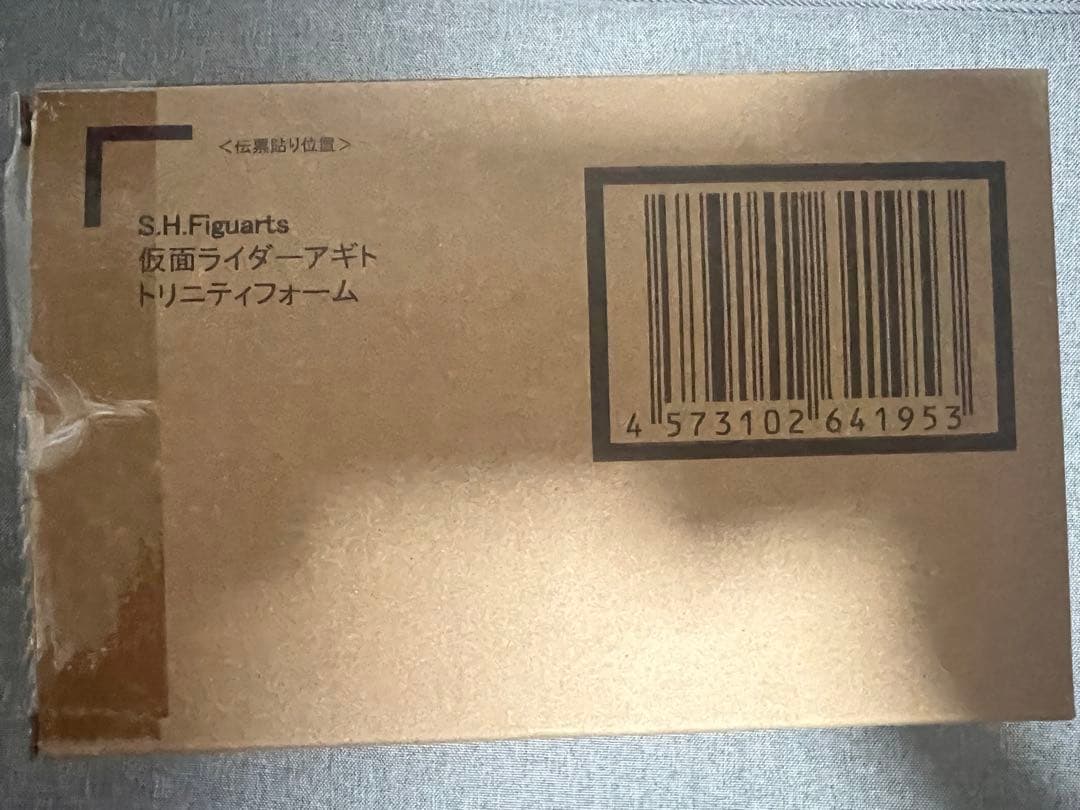 <伝票貼り位置>
S.H.Figuarts
仮面ライダーアギト
トリニティフォーム
4 573102 641953